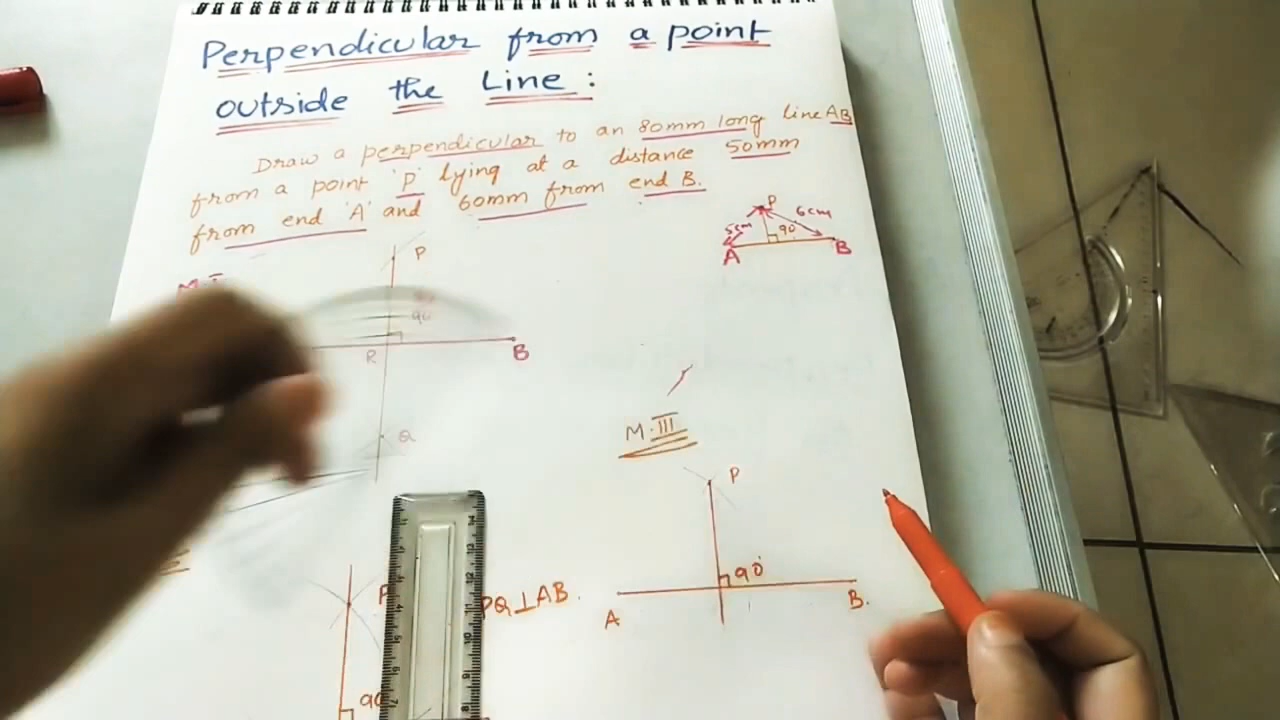 Perpendicular from a point
outside the Line:
Draw a perpendicular to an 80mm long line AB
from a point 'P' lying at a distance 50mm
from end 'A' and 60mm from end B.
P
5cm
6cm
90°
A
B
P
90°
R
B
Q
M.III
P
90°
A
B.
P
PQ⊥AB.
90